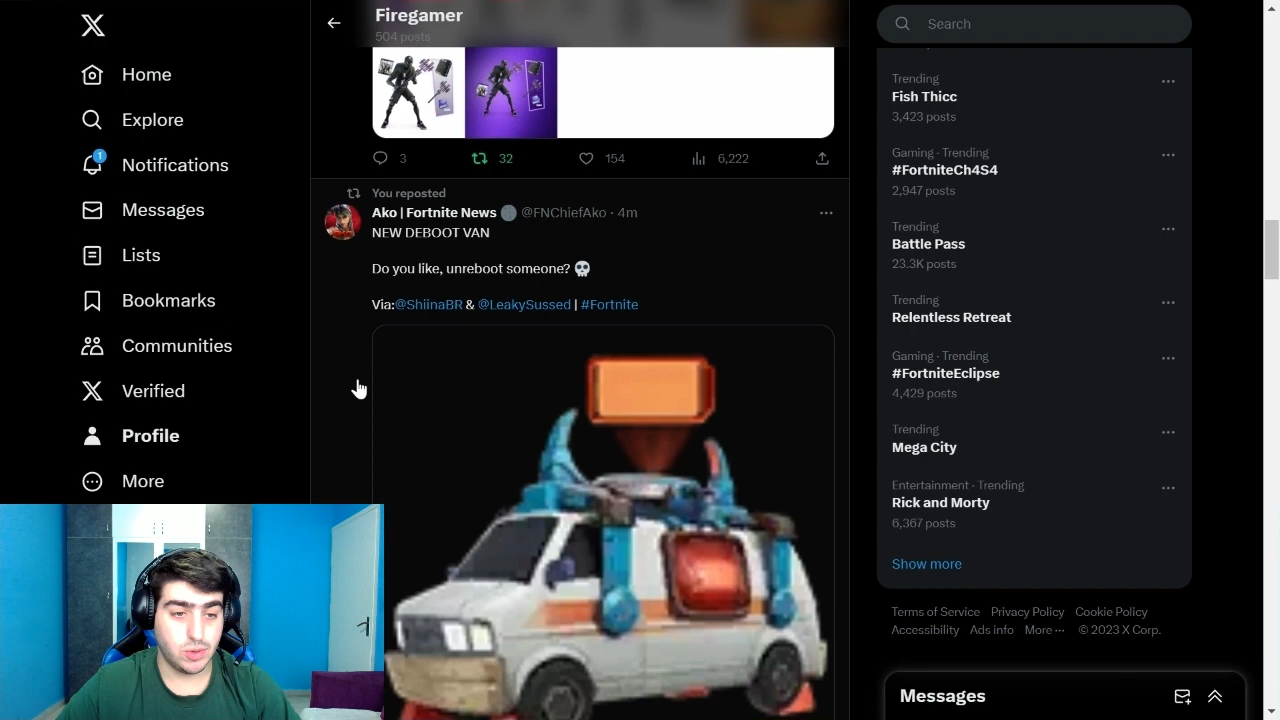 Home
Explore
1
Notifications
Messages
Lists
Bookmarks
Communities
Verified
Profile
More
Firegamer
504 posts
3
32
154
6,222
You reposted
Ako | Fortnite News @FNChiefAko · 4m
NEW DEBOOT VAN
Do you like, unreboot someone? 💀
Via:@ShiinaBR & @LeakySussed | #Fortnite
Search
Trending
Fish Thicc
3,423 posts
Gaming · Trending
#FortniteCh4S4
2,947 posts
Trending
Battle Pass
23.3K posts
Trending
Relentless Retreat
Gaming · Trending
#FortniteEclipse
4,429 posts
Trending
Mega City
Entertainment · Trending
Rick and Morty
6,367 posts
Show more
Terms of Service Privacy Policy Cookie Policy
Accessibility Ads info More ··· © 2023 X Corp.
Messages